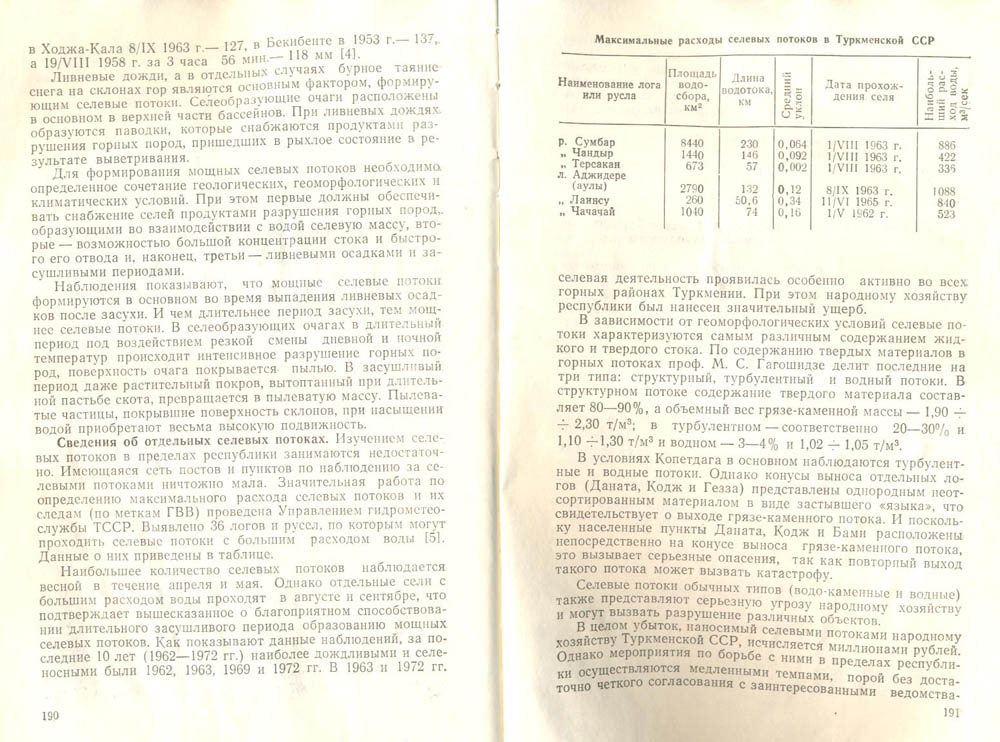 в Ходжа-Кала 8/IX 1963 г.— 127, в Бекибенте в 1953 г.— 137,
а 19/VIII 1958 г. за 3 часа 56 мин.— 118 мм [4].
Ливневые дожди, а в отдельных случаях бурное таяние
снега на склонах гор являются основным фактором, формиру-
ющим селевые потоки. Селеобразующие очаги расположены
в основном в верхней части бассейнов. При ливневых дождях
образуются паводки, которые снабжаются продуктами раз-
рушения горных пород, пришедших в рыхлое состояние в ре-
зультате выветривания.
Для формирования мощных селевых потоков необходимо
определенное сочетание геологических, геоморфологических и
климатических условий. При этом первые должны обеспечи-
вать снабжение селей продуктами разрушения горных пород,
образующими во взаимодействии с водой селевую массу, вто-
рые — возможностью большой концентрации стока и быстро-
го его отвода и, наконец, третьи — ливневыми осадками и за-
сушливыми периодами.
Наблюдения показывают, что мощные селевые потоки
формируются в основном во время выпадения ливневых осад-
ков после засухи. И чем длительнее период засухи, тем мощ-
нее селевые потоки. В селеобразующих очагах в длительный
период под воздействием резкой смены дневной и ночной
температур происходит интенсивное разрушение горных по-
род, поверхность очага покрывается пылью. В засушливый
период даже растительный покров, вытоптанный при длитель-
ной пастьбе скота, превращается в пылеватую массу. Пылева-
тые частицы, покрывшие поверхность склонов, при насыщении
водой приобретают весьма высокую подвижность.
Сведения об отдельных селевых потоках. Изучением селе-
вых потоков в пределах республики занимаются недостаточ-
но. Имеющаяся сеть постов и пунктов по наблюдению за се-
левыми потоками ничтожно мала. Значительная работа по
определению максимального расхода селевых потоков и их
следам (по меткам ГВВ) проведена Управлением гидрометео-
службы ТССР. Выявлено 36 логов и русел, по которым могут
проходить селевые потоки с большим расходом воды [5].
Данные о них приведены в таблице.
Наибольшее количество селевых потоков наблюдается
весной в течение апреля и мая. Однако отдельные сели с
большим расходом воды проходят в августе и сентябре, что
подтверждает вышесказанное о благоприятном способствова-
нии длительного засушливого периода образованию мощных
селевых потоков. Как показывают данные наблюдений, за по-
следние 10 лет (1962—1972 гг.) наиболее дождливыми и селе-
носными были 1962, 1963, 1969 и 1972 гг. В 1963 и 1972 гг.
190
Максимальные расходы селевых потоков в Туркменской ССР
Наименование лога или русла | Площадь водо-сбора, км² | Длина водотока, км | Средний уклон | Дата прохож-дения селя | Наиболь-ший рас-ход воды, м³/сек
р. Сумбар 8440 230 0,064 1/VIII 1963 г. 886
„ Чандыр 1440 146 0,092 1/VIII 1963 г. 422
„ Терсакан 673 57 0,002 1/VIII 1963 г. 336
л. Аджидере
(аулы) 2790 132 0,12 8/IX 1963 г. 1088
„ Лаинсу 260 50,6 0,34 11/VI 1965 г. 840
„ Чачачай 1040 74 0,16 1/V 1962 г. 523
селевая деятельность проявилась особенно активно во всех
горных районах Туркмении. При этом народному хозяйству
республики был нанесен значительный ущерб.
В зависимости от геоморфологических условий селевые по-
токи характеризуются самым различным содержанием жид-
кого и твердого стока. По содержанию твердых материалов в
горных потоках проф. М. С. Гагошидзе делит последние на
три типа: структурный, турбулентный и водный потоки. В
структурном потоке содержание твердого материала состав-
ляет 80—90%, а объемный вес грязе-каменной массы — 1,90 ÷
÷ 2,30 т/м³; в турбулентном — соответственно 20—30% и
1,10 ÷1,30 т/м³ и водном — 3—4% и 1,02 ÷ 1,05 т/м³.
В условиях Копетдага в основном наблюдаются турбулент-
ные и водные потоки. Однако конусы выноса отдельных ло-
гов (Даната, Кодж и Гезза) представлены однородным неот-
сортированным материалом в виде застывшего «языка», что
свидетельствует о выходе грязе-каменного потока. И посколь-
ку населенные пункты Даната, Кодж и Бами расположены
непосредственно на конусе выноса грязе-каменного потока,
это вызывает серьезные опасения, так как повторный выход
такого потока может вызвать катастрофу.
Селевые потоки обычных типов (водо-каменные и водные)
также представляют серьезную угрозу народному хозяйству
и могут вызвать разрушение различных объектов.
В целом убыток, наносимый селевыми потоками народному
хозяйству Туркменской ССР, исчисляется миллионами рублей.
Однако мероприятия по борьбе с ними в пределах республи-
ки осуществляются медленными темпами, порой без доста-
точно четкого согласования с заинтересованными ведомства-
191